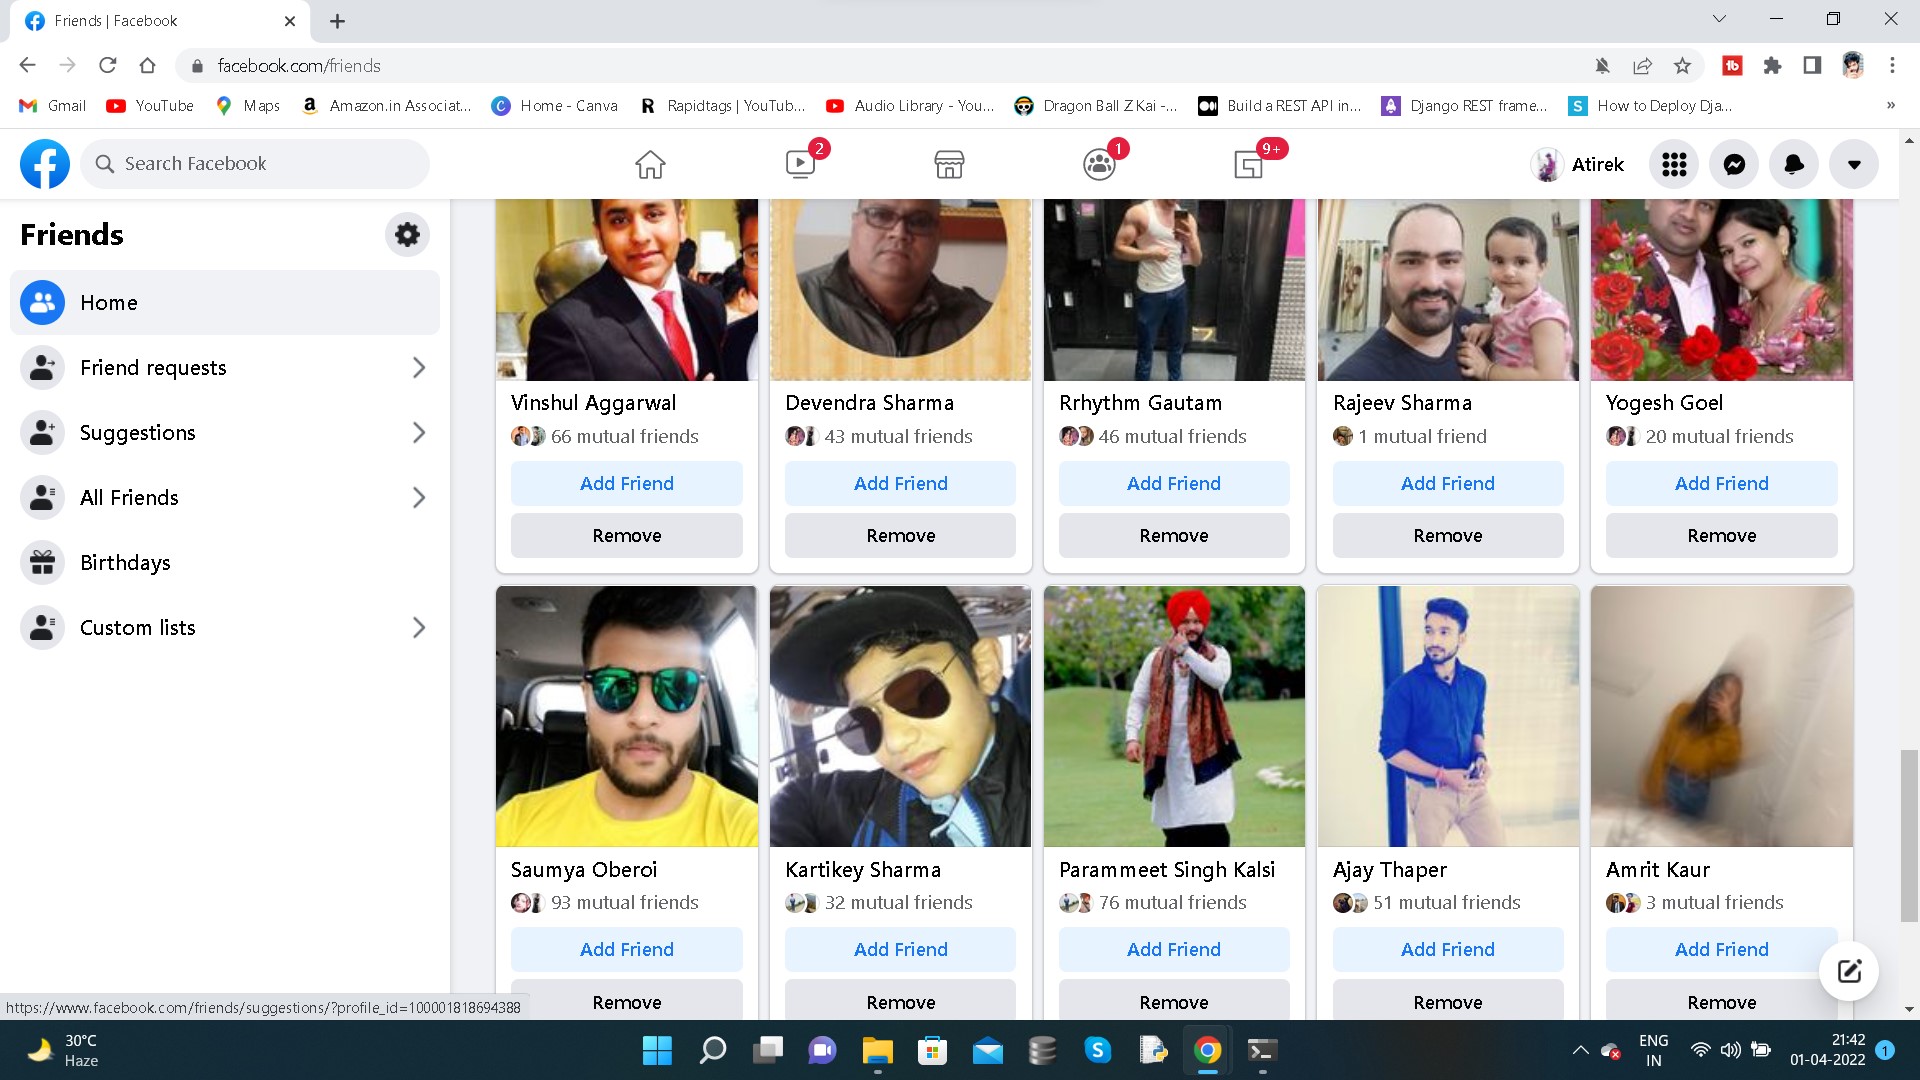 Friends | Facebook
facebook.com/friends
Gmail
YouTube
Maps
Amazon.in Associat...
Home - Canva
Rapidtags | YouTub...
Audio Library - You...
Dragon Ball Z Kai -...
Build a REST API in...
Django REST frame...
How to Deploy Dja...
»
Search Facebook
2
1
9+
Atirek
Friends
Home
Friend requests
Suggestions
All Friends
Birthdays
Custom lists
Vinshul Aggarwal
66 mutual friends
Add Friend
Remove
Devendra Sharma
43 mutual friends
Add Friend
Remove
Rrhythm Gautam
46 mutual friends
Add Friend
Remove
Rajeev Sharma
1 mutual friend
Add Friend
Remove
Yogesh Goel
20 mutual friends
Add Friend
Remove
Saumya Oberoi
93 mutual friends
Add Friend
Remove
Kartikey Sharma
32 mutual friends
Add Friend
Remove
Parammeet Singh Kalsi
76 mutual friends
Add Friend
Remove
Ajay Thaper
51 mutual friends
Add Friend
Remove
Amrit Kaur
3 mutual friends
Add Friend
Remove
https://www.facebook.com/friends/suggestions/?profile_id=100001818694388
30°C
Haze
ENG
IN
21:42
01-04-2022
1